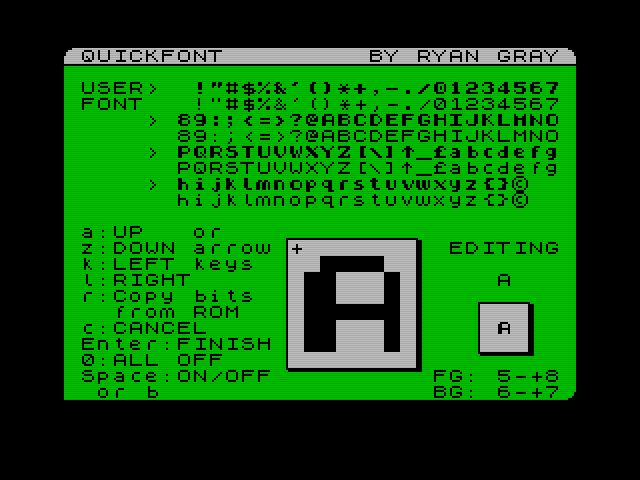 QUICKFONT BY RYAN GRAY
USER> !"#$%&'()*+,-./01234567
FONT !"#$%&'()*+,-./01234567
> 89:;<=>?@ABCDEFGHIJKLMNO
89:;<=>?@ABCDEFGHIJKLMNO
> PQRSTUVWXYZ[\]↑_£abcdefg
PQRSTUVWXYZ[\]↑_£abcdefg
> hijklmnopqrstuvwxyz{}©
hijklmnopqrstuvwxyz{}©
a:UP or
z:DOWN arrow
k:LEFT keys
l:RIGHT
r:Copy bits
from ROM
c:CANCEL
Enter:FINISH
0:ALL OFF
Space:ON/OFF
or b
+
A
EDITING
A
A
FG: 5-+8
BG: 6-+7